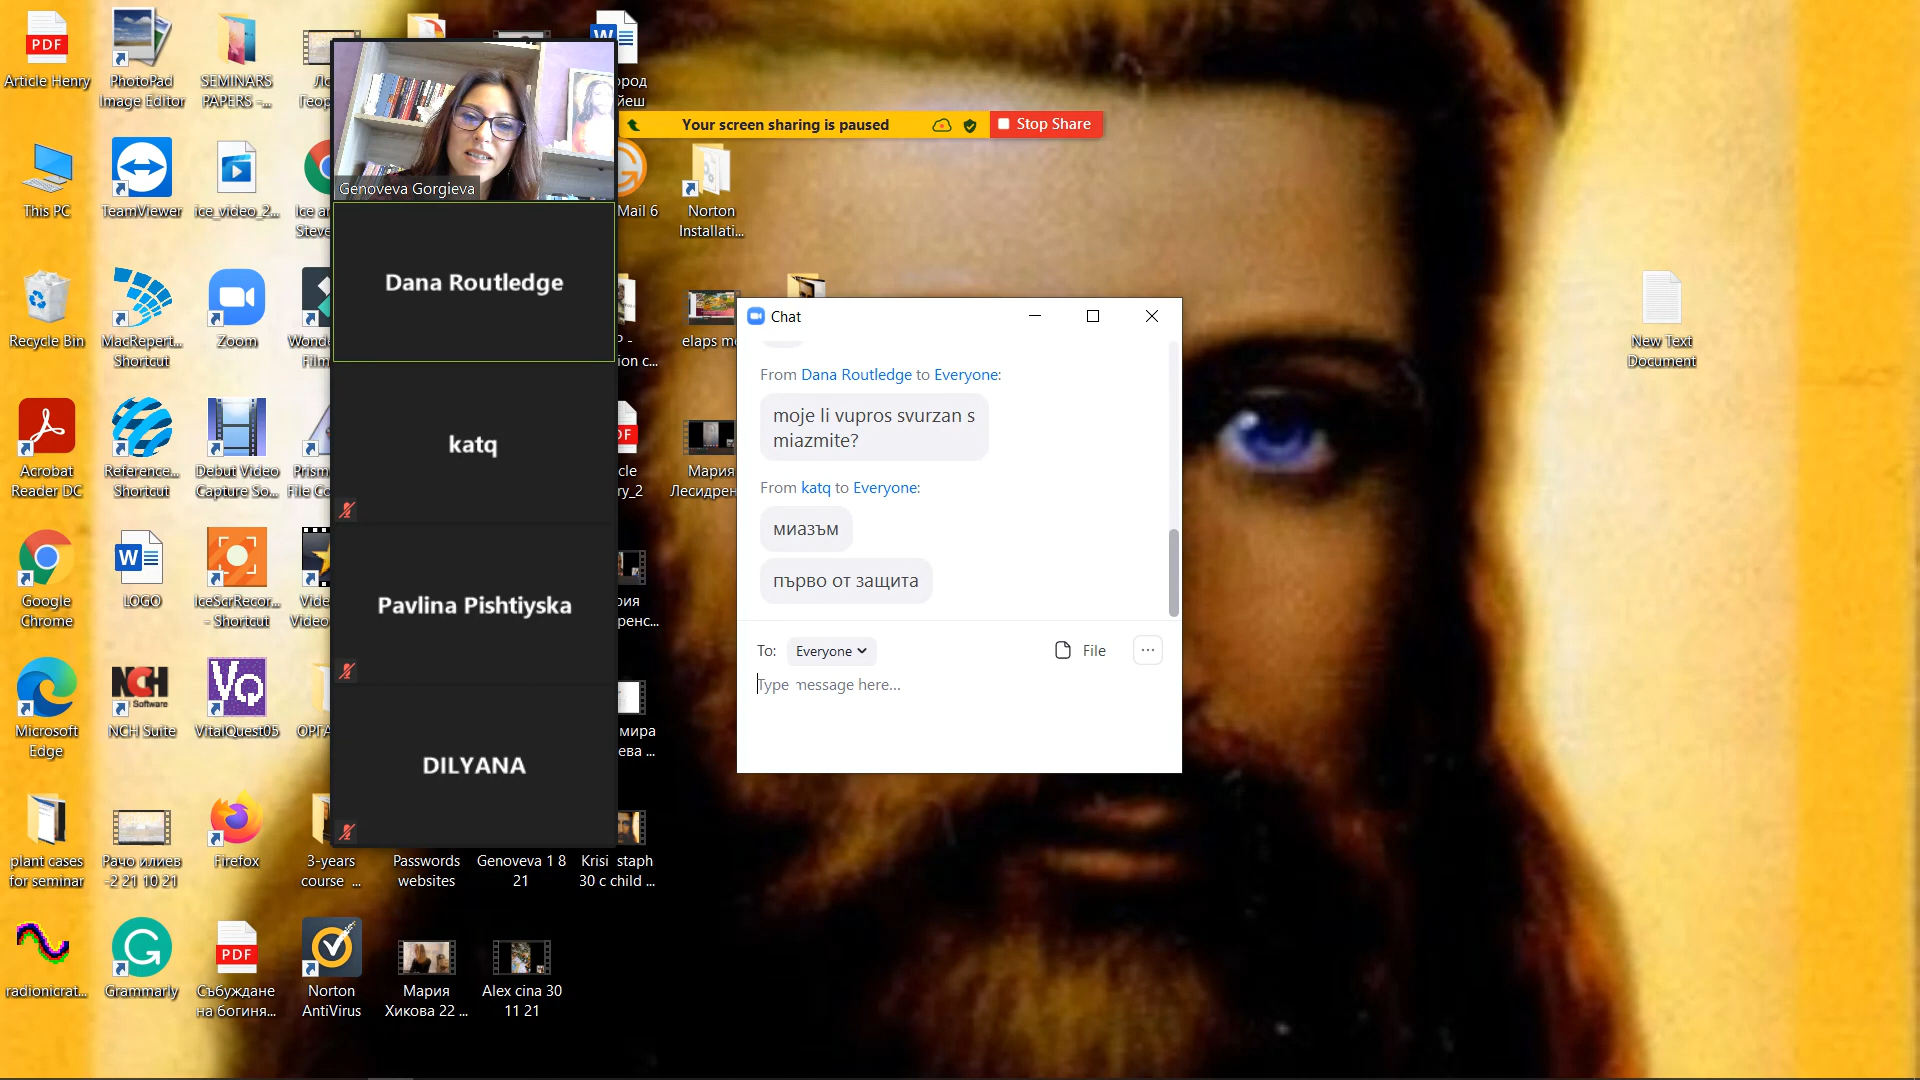 Article Henry
PhotoPad
Image Editor
SEMINARS
PAPERS -...
This PC
TeamViewer
ice_video_2...
Recycle Bin
MacRepert...
Shortcut
Zoom
Acrobat
Reader DC
Reference...
Shortcut
Debut Video
Capture So...
Google
Chrome
LOGO
IceScrRecor...
- Shortcut
Microsoft
Edge
NCH Suite
VitalQuest05
plant cases
for seminar
Рачо илиев
-2 21 10 21
Firefox
3-years
course_...
Passwords
websites
Genoveva 1 8
21
Krisi staph
30 c child ...
radionicrat...
Grammarly
Събуждане
на богиня...
Norton
AntiVirus
Мария
Хикова 22 ...
Alex cina 30
11 21
Genoveva Gorgieva
Dana Routledge
katq
Pavlina Pishtiyska
DILYANA
Your screen sharing is paused
Stop Share
Mail 6
Norton
Installati...
Мария
Лесидрен
Chat
From Dana Routledge to Everyone:
moje li vupros svurzan s
miazmite?
From katq to Everyone:
миазъм
първо от защита
To: Everyone
File
Type message here...
New Text
Document